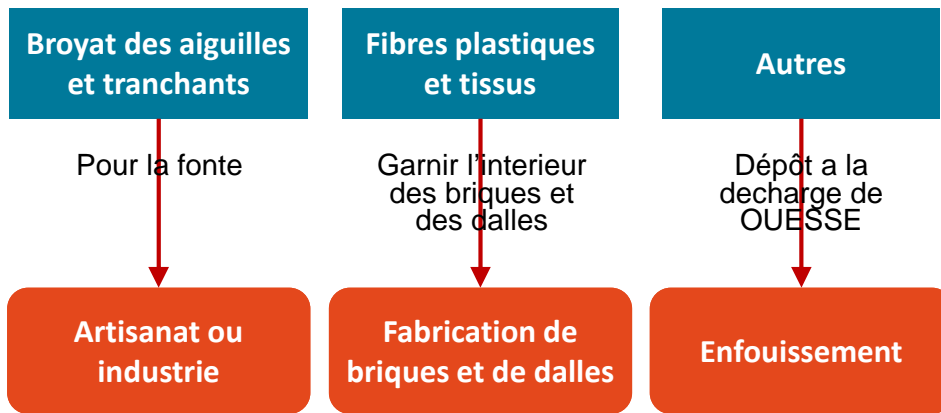 Broyat des aiguilles
et tranchants
Fibres plastiques
et tissus
Autres
Pour la fonte
Garnir l'interieur
des briques et
des dalles
Dépôt a la
decharge de
OUESSE
Artisanat ou
industrie
Fabrication de
briques et de dalles
Enfouissement